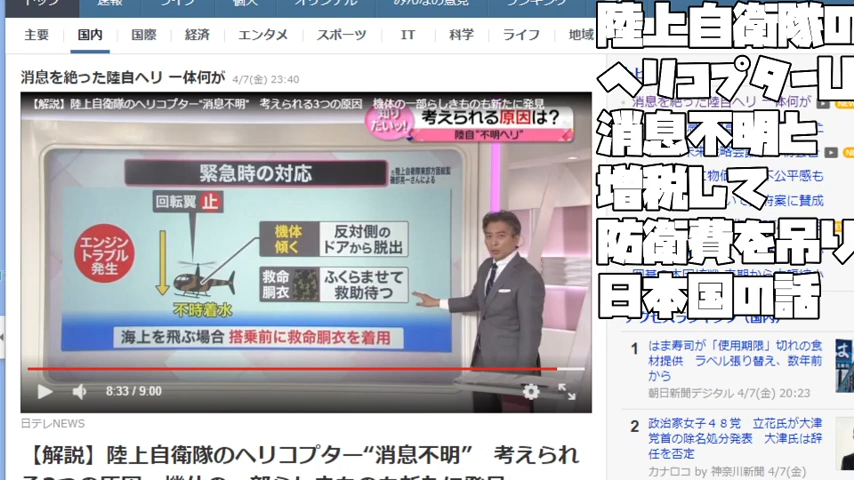 トップ 速報 ライブ 個人 オリジナル みんなの意見 ランキング
主要 国内 国際 経済 エンタメ スポーツ IT 科学 ライフ 地域
消息を絶った陸自ヘリ 一体何が 4/7(金) 23:40
【解説】陸上自衛隊のヘリコプター“消息不明” 考えられる3つの原因 機体の一部らしきものも新たに発見
知りたいッ!
考えられる原因は?
陸自“不明ヘリ”
緊急時の対応
回転翼 止
エンジン
トラブル
発生
機体
傾く
反対側の
ドアから脱出
救命
胴衣
ふくらませて
救助待つ
不時着水
海上を飛ぶ場合 搭乗前に救命胴衣を着用
8:33 / 9:00
日テレNEWS
【解説】陸上自衛隊のヘリコプター“消息不明” 考えられ
陸上自衛隊の
ヘリコプターU
消息不明と
増税して
防衛費を吊り
日本国の話
消息を絶った陸自ヘリ 一体何が
不公平感も
府案に賛成
1 はま寿司が「使用期限」切れの食
材提供 ラベル張り替え、数年前
から
朝日新聞デジタル 4/7(金) 20:23
2 政治家女子48党 立花氏が大津
党首の除名処分発表 大津氏は辞
任を否定
カナロコ by 神奈川新聞 4/7(金)